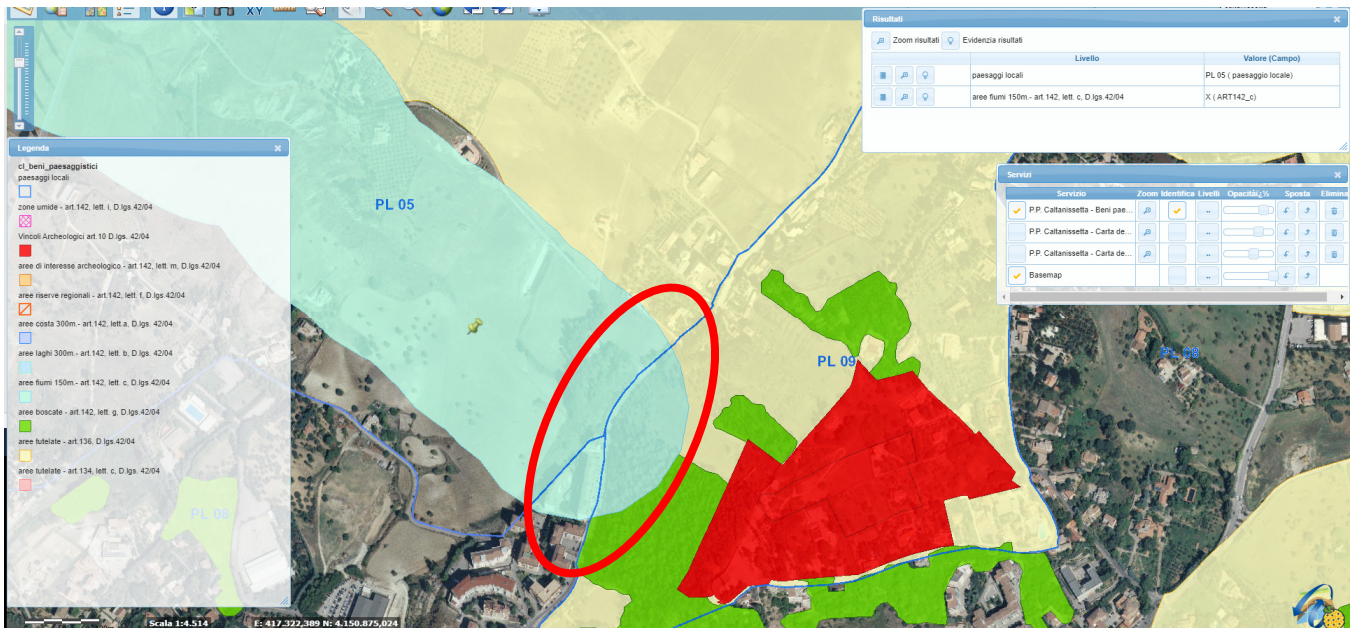 XY
Risultati
Zoom risultati Evidenzia risultati
Livello Valore (Campo)
paesaggi locali PL 05 ( paesaggio locale)
aree fiumi 150m.- art.142, lett. c, D.lgs.42/04 X ( ART142_c)
Legenda
cl_beni_paesaggistici
paesaggi locali
zone umide - art.142, lett. i, D.lgs.42/04
Vincoli Archeologici art.10 D.lgs. 42/04
aree di interesse archeologico - art.142, lett. m, D.lgs.42/04
aree riserve regionali - art.142, lett. f, D.lgs.42/04
aree costa 300m.- art.142, lett.a, D.lgs. 42/04
aree laghi 300m.- art.142, lett. b, D.lgs. 42/04
aree fiumi 150m.- art.142, lett. c, D.lgs.42/04
aree boscate - art.142, lett. g, D.lgs.42/04
aree tutelate - art.136, D.lgs.42/04
aree tutelate - art.134, lett. c, D.lgs. 42/04
Servizi
Servizio Zoom Identifica Livelli Opacitàï¿½ Sposta Elimina
P.P. Caltanissetta - Beni pae...
P.P. Caltanissetta - Carta de...
P.P. Caltanissetta - Carta de...
Basemap
PL 05
PL 09
PL 08
PL 08
Scala 1:4.514 E: 417.322,389 N: 4.150.875,024